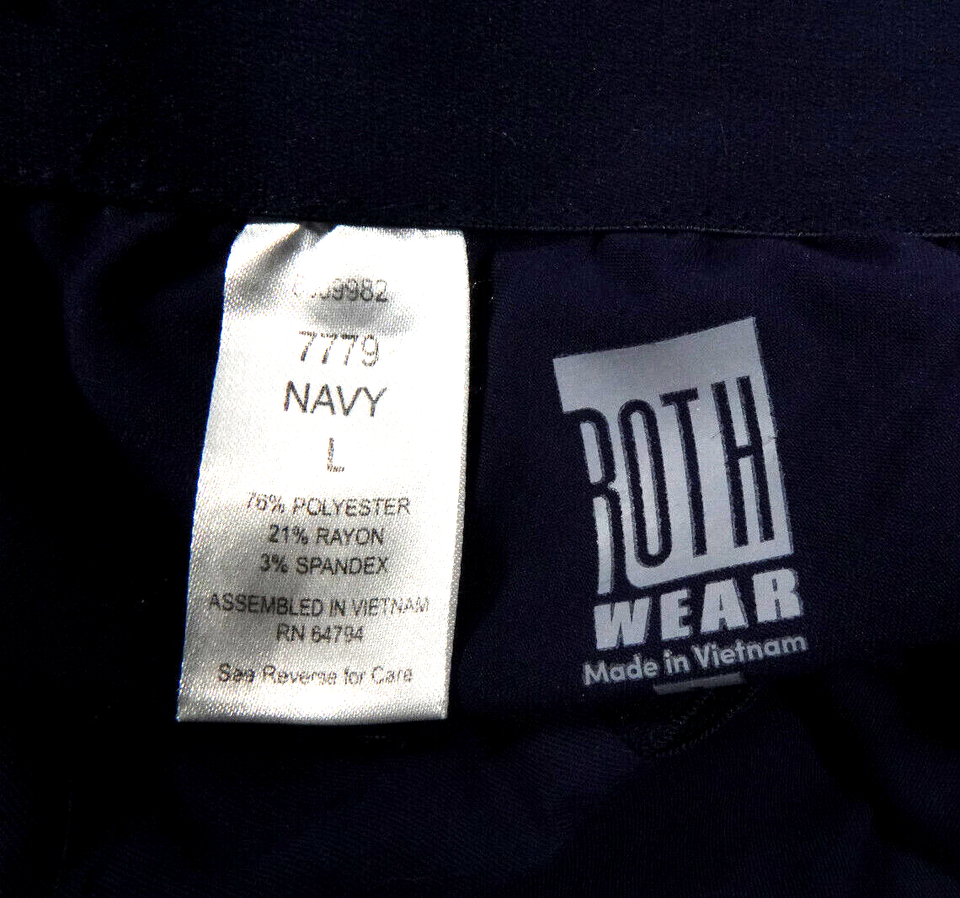 7779
NAVY
L
76% POLYESTER
21% RAYON
3% SPANDEX
ASSEMBLED IN VIETNAM
RN 64794
See Reverse for Care
ROTH
WEAR
Made in Vietnam